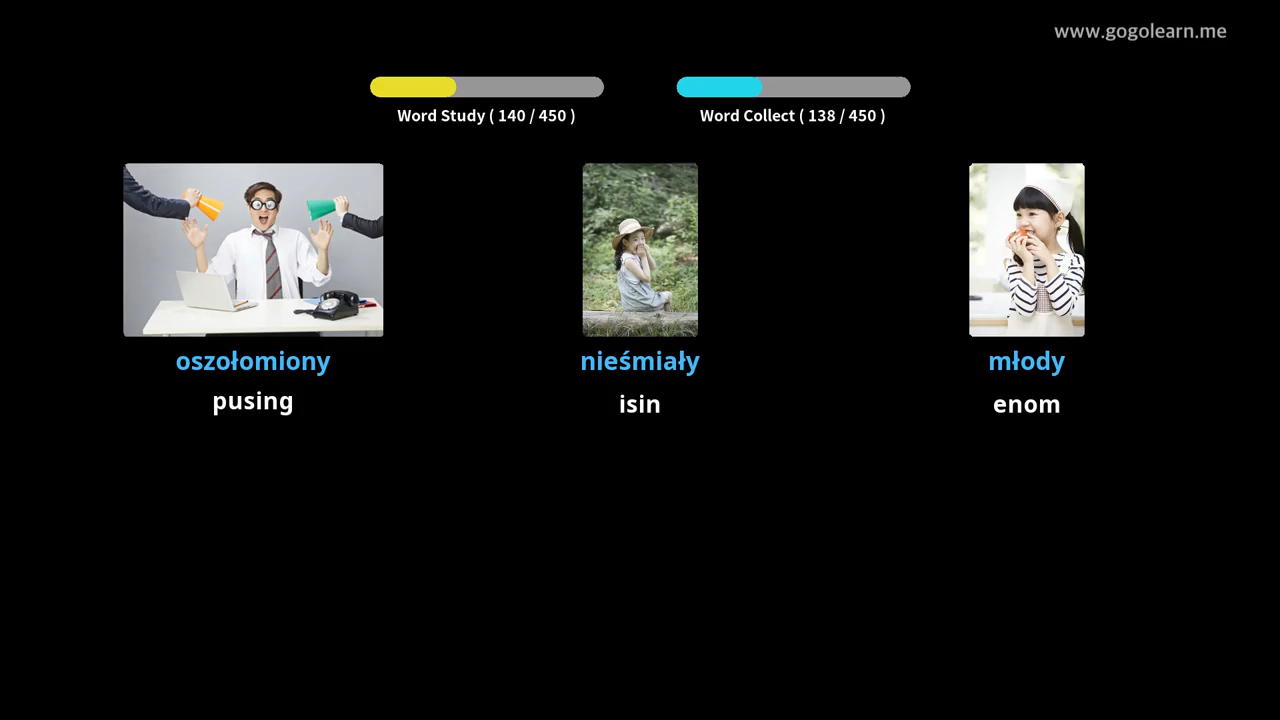 www.gogolearn.me
Word Study ( 140 / 450 )
Word Collect ( 138 / 450 )
oszołomiony
pusing
nieśmiały
isin
młody
enom